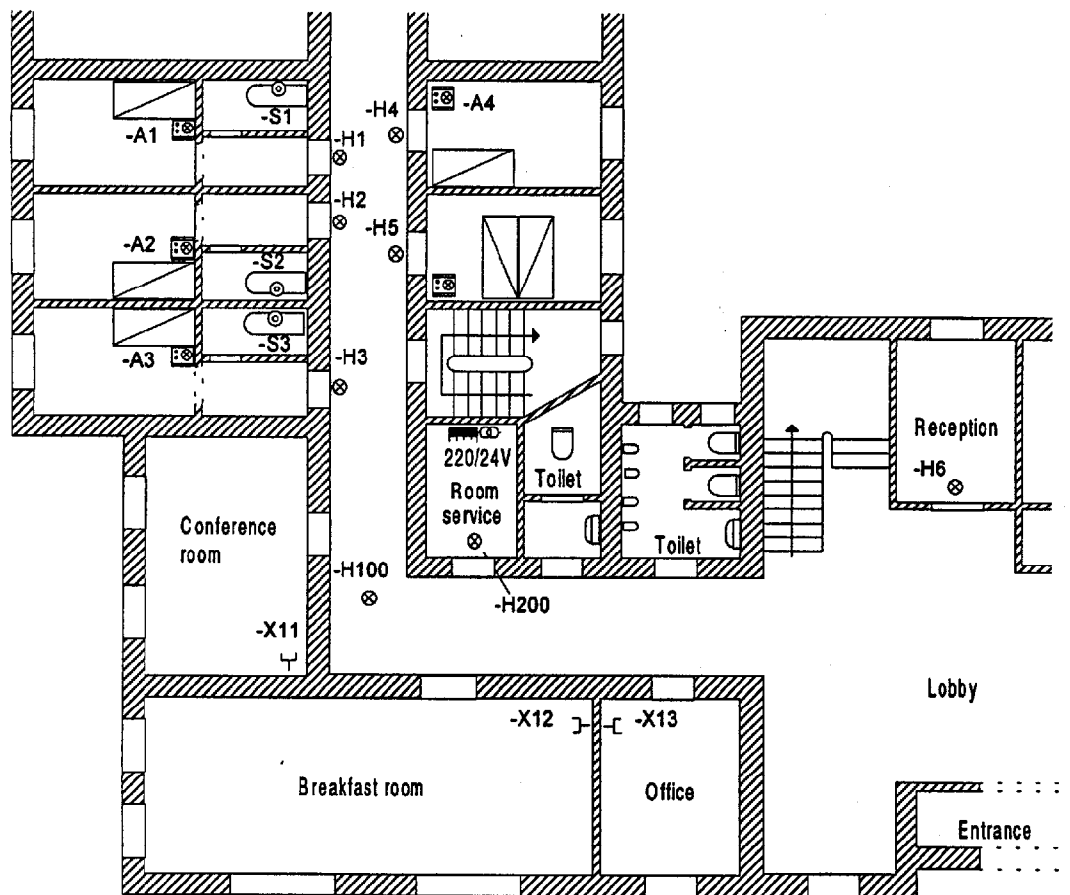 -A1
-S1
-H1
-H4
-A4
-H2
-A2
-S2
-H5
-A3
-S3
-H3
220/24V
Room
service
Toilet
Toilet
Reception
-H6
Conference
room
-H100
-H200
-X11
-X12
-X13
Lobby
Breakfast room
Office
Entrance